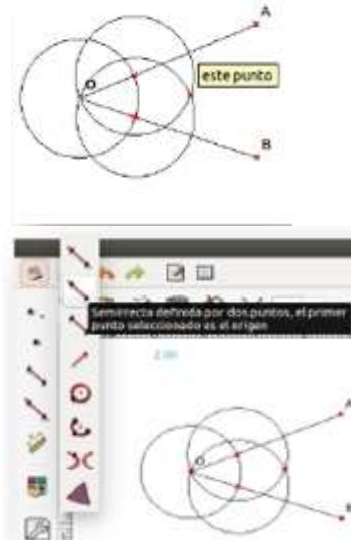 A
O
este punto
B
Semirrecta definida por dos puntos, el primer
punto seleccionado es el origen
A
O